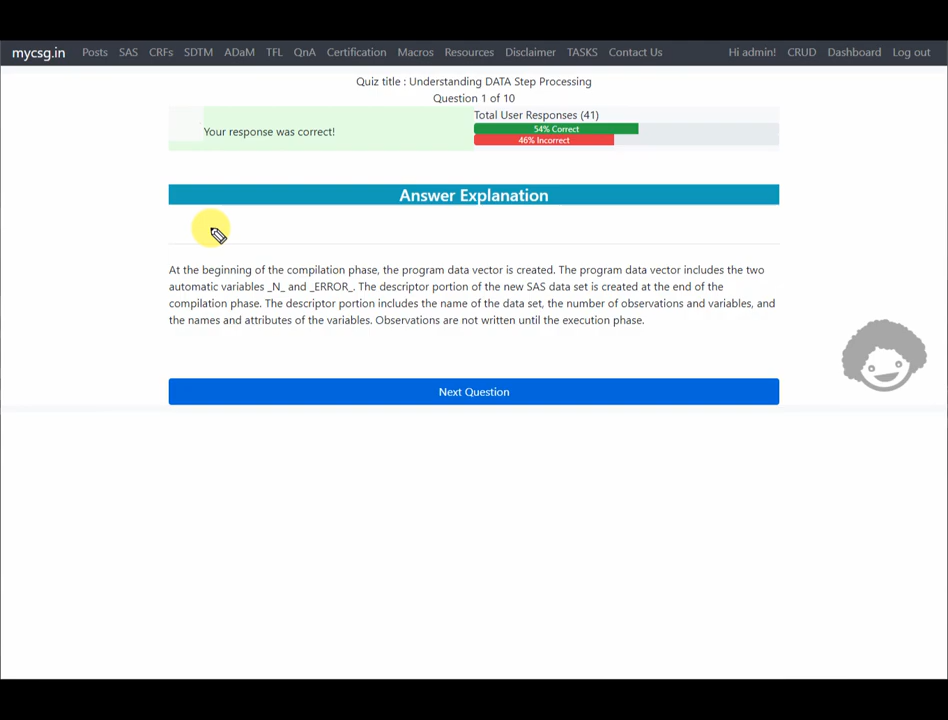 mycsg.in Posts SAS CRFs SDTM ADaM TFL QnA Certification Macros Resources Disclaimer TASKS Contact Us Hi admin! CRUD Dashboard Log out
Quiz title : Understanding DATA Step Processing
Question 1 of 10
Your response was correct!
Total User Responses (41)
54% Correct
46% Incorrect
Answer Explanation
At the beginning of the compilation phase, the program data vector is created. The program data vector includes the two
automatic variables _N_ and _ERROR_. The descriptor portion of the new SAS data set is created at the end of the
compilation phase. The descriptor portion includes the name of the data set, the number of observations and variables, and
the names and attributes of the variables. Observations are not written until the execution phase.
Next Question